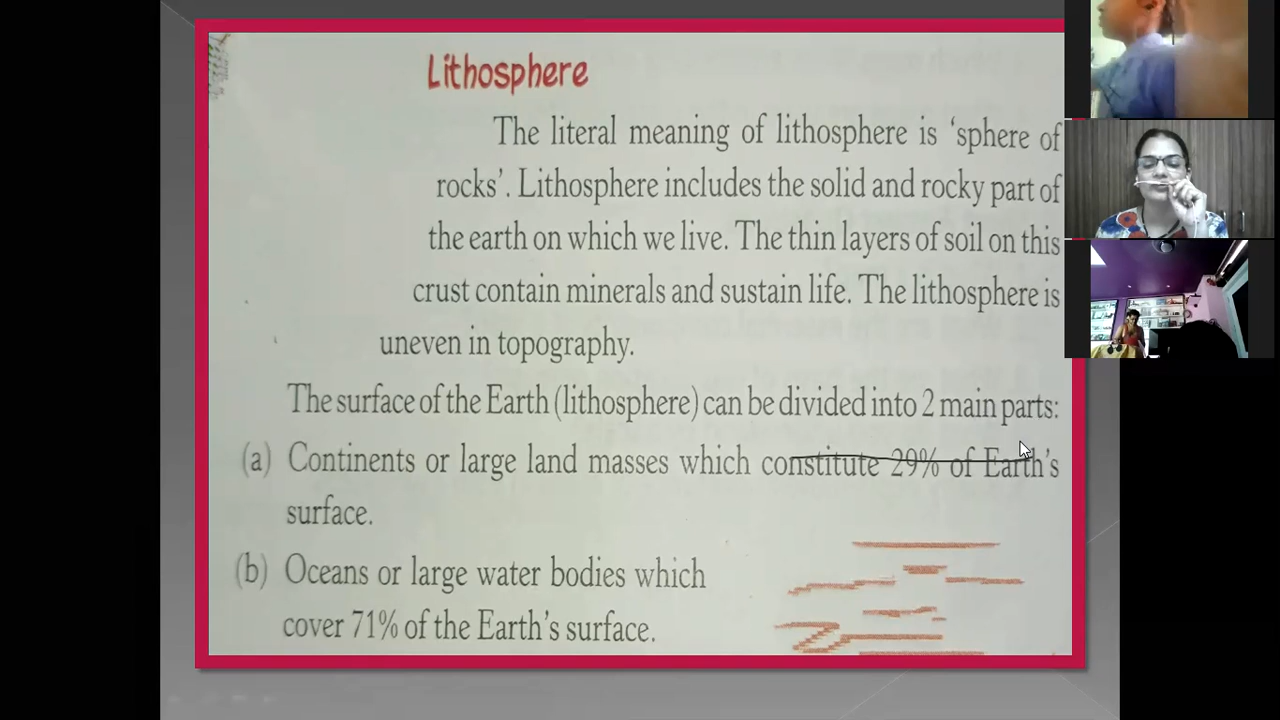 Lithosphere
The literal meaning of lithosphere is ‘sphere of
rocks’. Lithosphere includes the solid and rocky part of
the earth on which we live. The thin layers of soil on this
crust contain minerals and sustain life. The lithosphere is
uneven in topography.
The surface of the Earth (lithosphere) can be divided into 2 main parts:
(a) Continents or large land masses which constitute 29% of Earth’s
surface.
(b) Oceans or large water bodies which
cover 71% of the Earth’s surface.